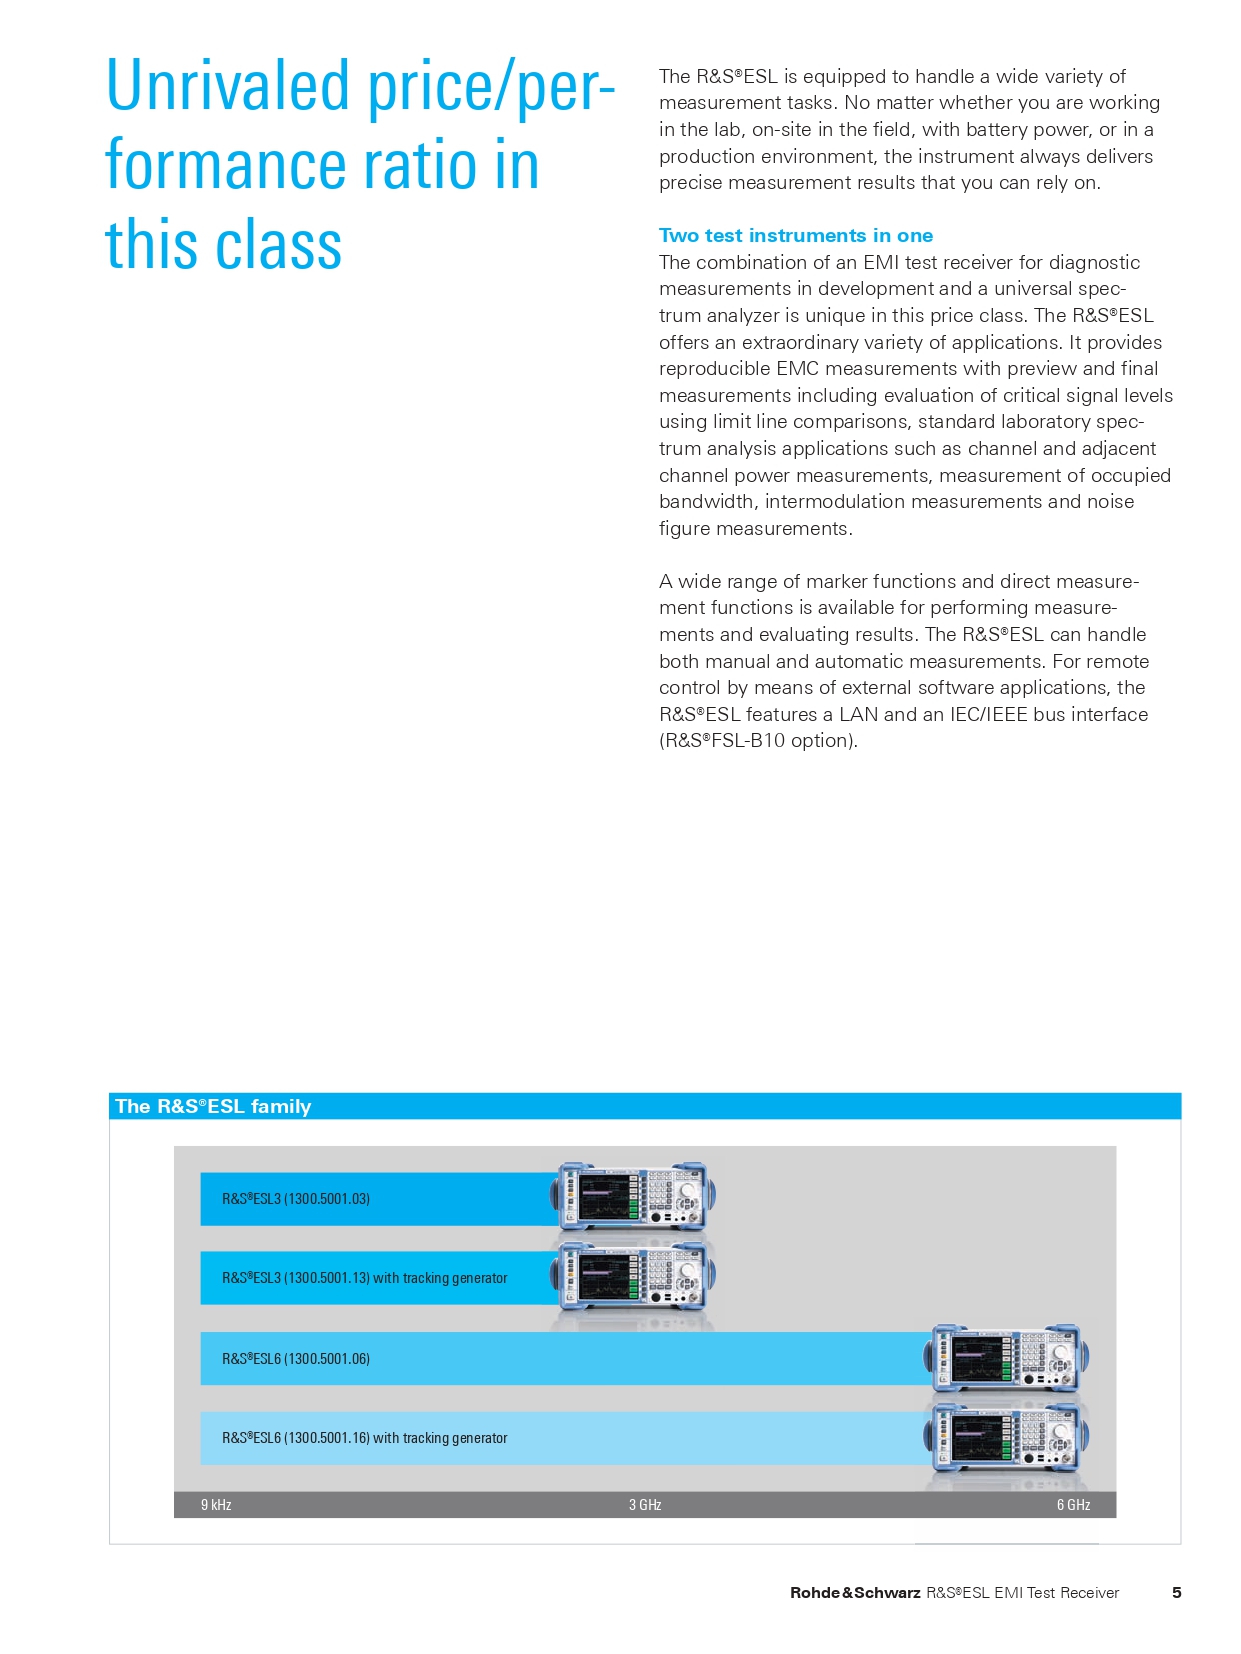 Unrivaled price/per-
formance ratio in
this class
The R&S®ESL is equipped to handle a wide variety of
measurement tasks. No matter whether you are working
in the lab, on-site in the field, with battery power, or in a
production environment, the instrument always delivers
precise measurement results that you can rely on.
Two test instruments in one
The combination of an EMI test receiver for diagnostic
measurements in development and a universal spec-
trum analyzer is unique in this price class. The R&S®ESL
offers an extraordinary variety of applications. It provides
reproducible EMC measurements with preview and final
measurements including evaluation of critical signal levels
using limit line comparisons, standard laboratory spec-
trum analysis applications such as channel and adjacent
channel power measurements, measurement of occupied
bandwidth, intermodulation measurements and noise
figure measurements.
A wide range of marker functions and direct measure-
ment functions is available for performing measure-
ments and evaluating results. The R&S®ESL can handle
both manual and automatic measurements. For remote
control by means of external software applications, the
R&S®ESL features a LAN and an IEC/IEEE bus interface
(R&S®FSL-B10 option).
The R&S®ESL family
R&S®ESL3 (1300.5001.03)
R&S®ESL3 (1300.5001.13) with tracking generator
R&S®ESL6 (1300.5001.06)
R&S®ESL6 (1300.5001.16) with tracking generator
9 kHz 3 GHz 6 GHz
Rohde&Schwarz R&S®ESL EMI Test Receiver 5